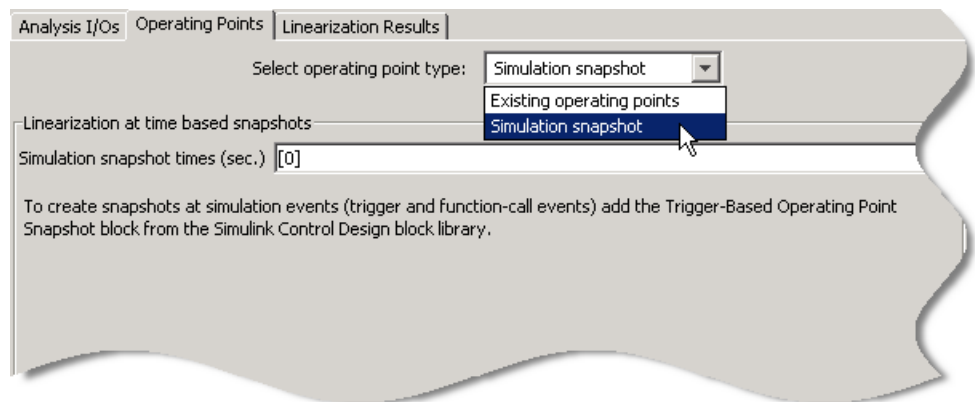 Analysis I/Os Operating Points Linearization Results
Select operating point type: Simulation snapshot
Existing operating points
Simulation snapshot
Linearization at time based snapshots
Simulation snapshot times (sec.) [0]
To create snapshots at simulation events (trigger and function-call events) add the Trigger-Based Operating Point
Snapshot block from the Simulink Control Design block library.